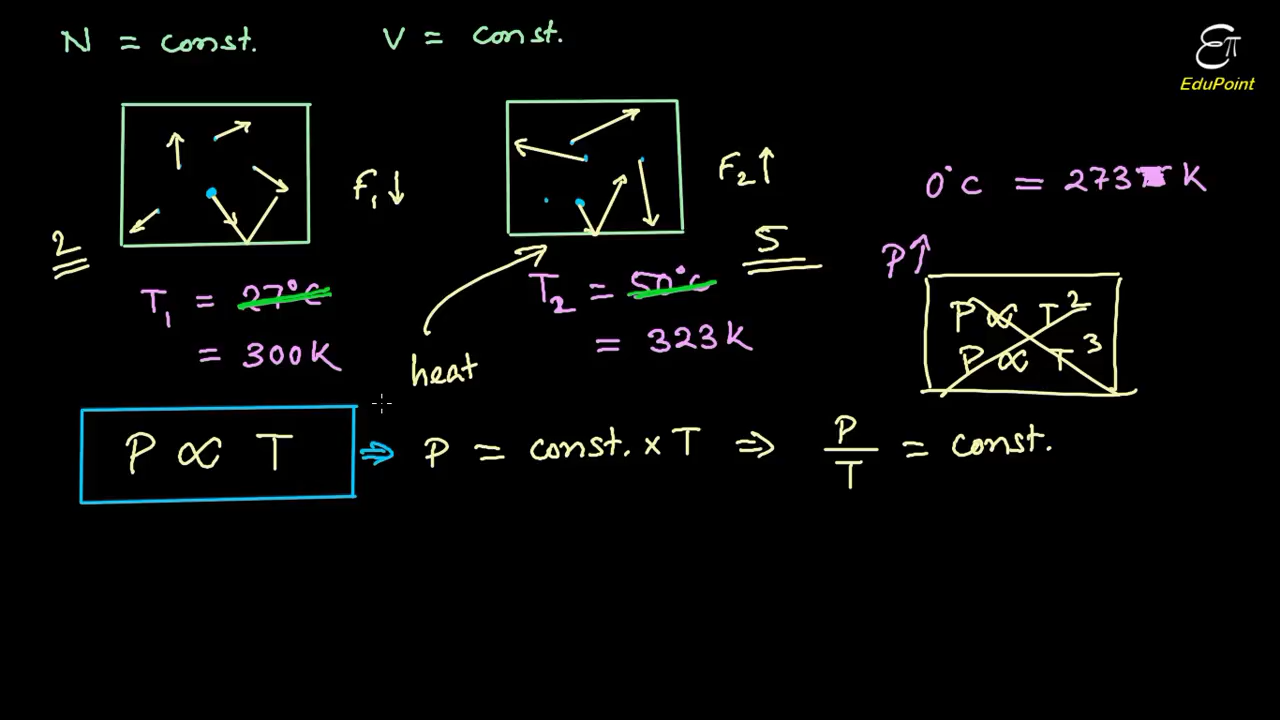 N = const.
V = const.
επ
EduPoint
F₁↓
F₂↑
0°C = 273 K
2
5
P↑
T₁ = 27°C
= 300K
T₂ = 50°C
= 323K
heat
P ∝ T²
P ∝ T³
P ∝ T ⇒ P = const. × T ⇒ P/T = const.